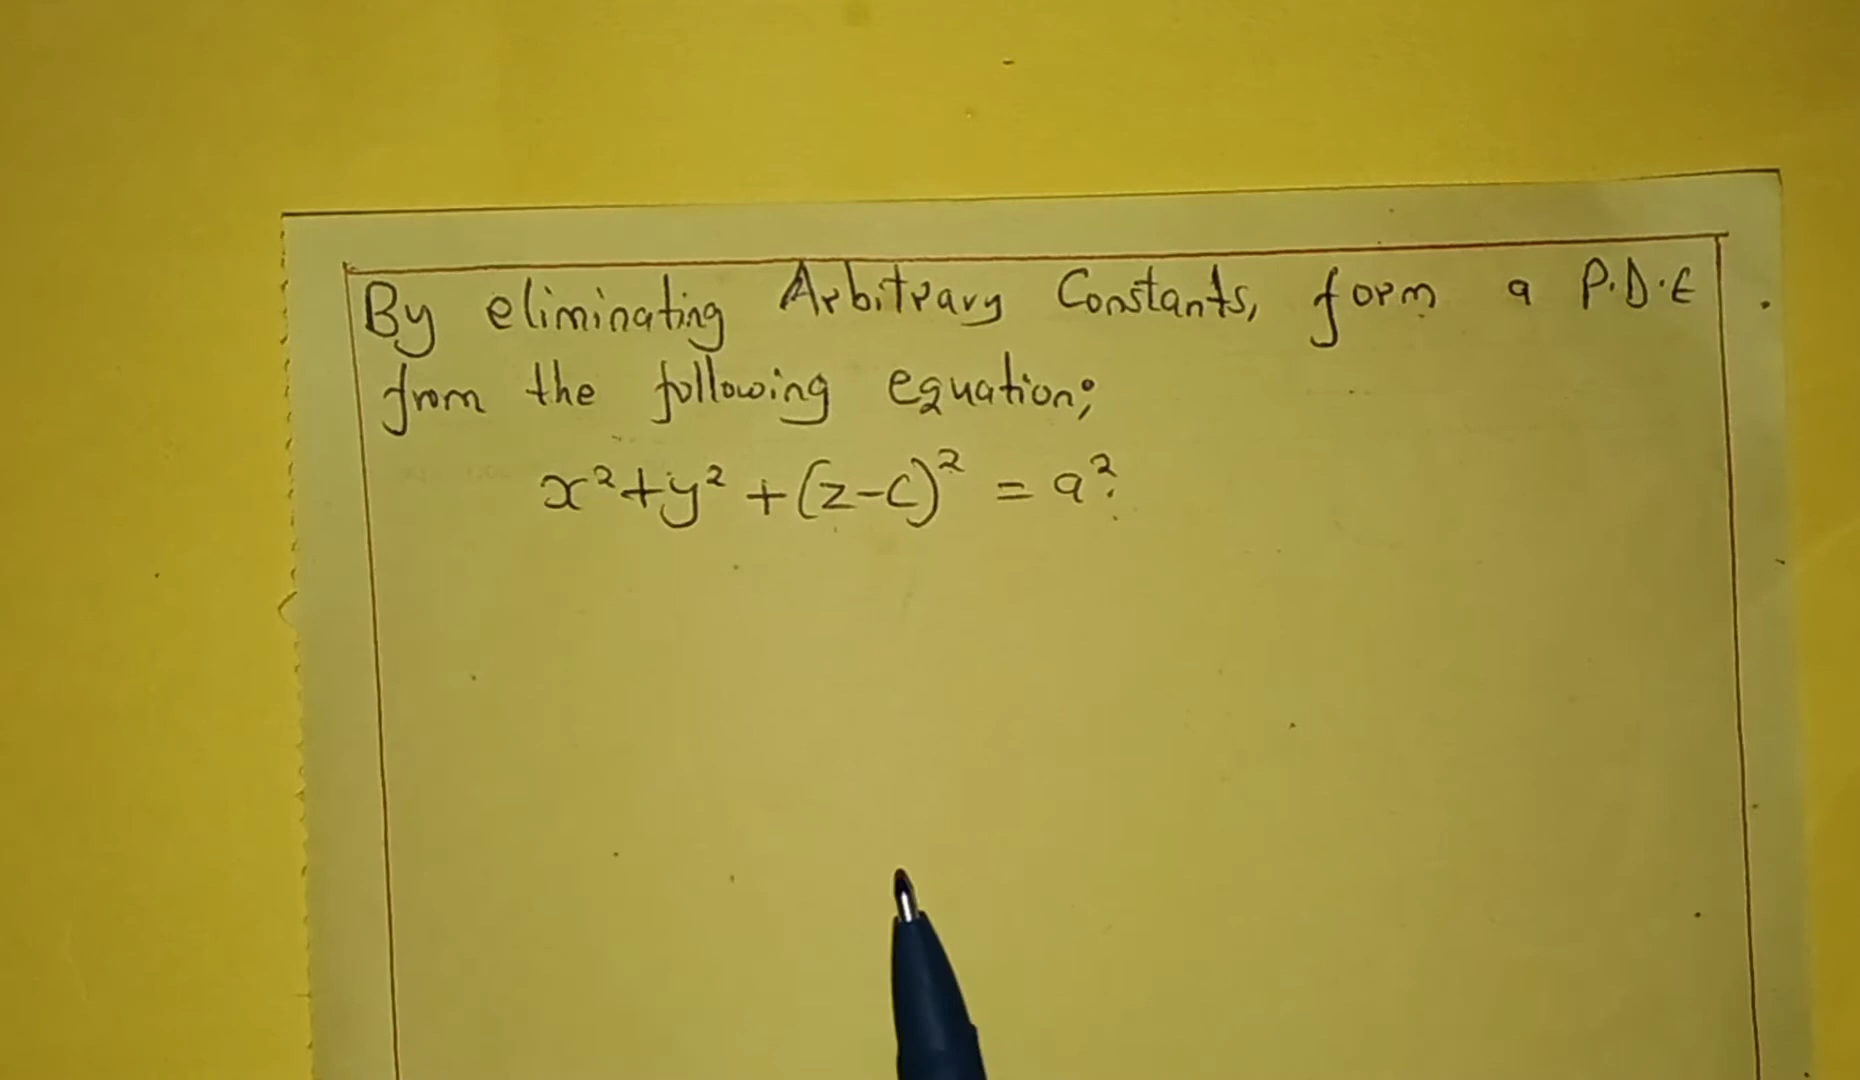 By eliminating Arbitrary Constants, form a P.D.E
from the following equation;
x²+y² +(z-c)² = a².